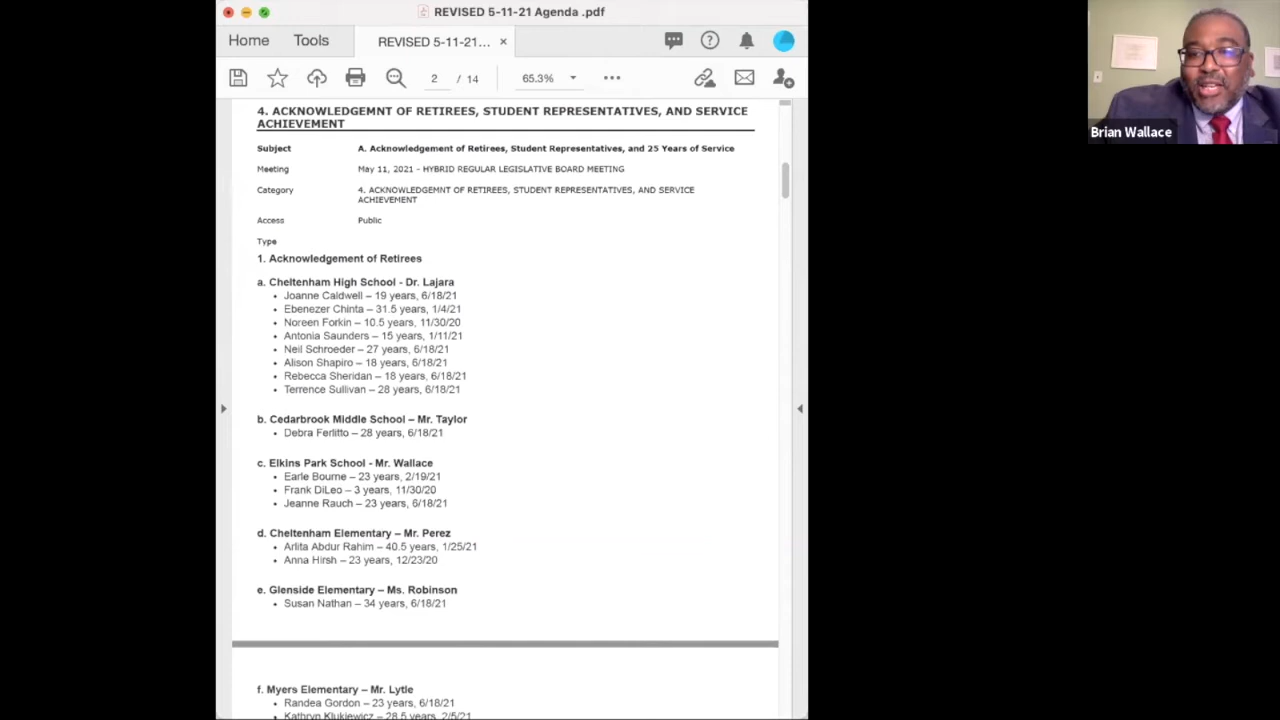 REVISED 5-11-21 Agenda .pdf
Home Tools REVISED 5-11-21... ×
2 / 14 65.3%
4. ACKNOWLEDGEMNT OF RETIREES, STUDENT REPRESENTATIVES, AND SERVICE
ACHIEVEMENT
Subject A. Acknowledgement of Retirees, Student Representatives, and 25 Years of Service
Meeting May 11, 2021 - HYBRID REGULAR LEGISLATIVE BOARD MEETING
Category 4. ACKNOWLEDGEMNT OF RETIREES, STUDENT REPRESENTATIVES, AND SERVICE
ACHIEVEMENT
Access Public
Type
1. Acknowledgement of Retirees
a. Cheltenham High School - Dr. Lajara
• Joanne Caldwell – 19 years, 6/18/21
• Ebenezer Chinta – 31.5 years, 1/4/21
• Noreen Forkin – 10.5 years, 11/30/20
• Antonia Saunders – 15 years, 1/11/21
• Neil Schroeder – 27 years, 6/18/21
• Alison Shapiro – 18 years, 6/18/21
• Rebecca Sheridan – 18 years, 6/18/21
• Terrence Sullivan – 28 years, 6/18/21
b. Cedarbrook Middle School – Mr. Taylor
• Debra Ferlitto – 28 years, 6/18/21
c. Elkins Park School - Mr. Wallace
• Earle Bourne – 23 years, 2/19/21
• Frank DiLeo – 3 years, 11/30/20
• Jeanne Rauch – 23 years, 6/18/21
d. Cheltenham Elementary – Mr. Perez
• Arlita Abdur Rahim – 40.5 years, 1/25/21
• Anna Hirsh – 23 years, 12/23/20
e. Glenside Elementary – Ms. Robinson
• Susan Nathan – 34 years, 6/18/21
f. Myers Elementary – Mr. Lytle
• Randea Gordon – 23 years, 6/18/21
• Kathryn Klukiewicz – 28.5 years, 2/5/21
Brian Wallace